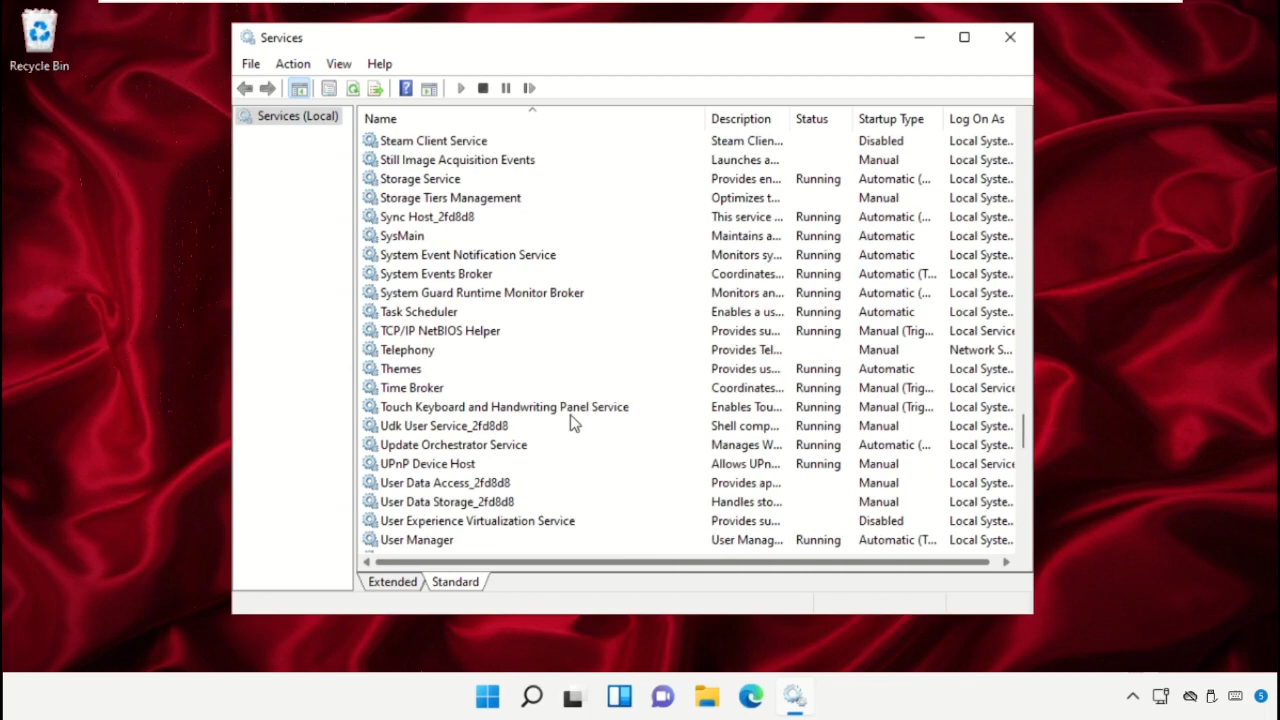 Recycle Bin
Services
File Action View Help
Services (Local)
Name Description Status Startup Type Log On As
Steam Client Service Steam Clien... Disabled Local Syste...
Still Image Acquisition Events Launches a... Manual Local Syste...
Storage Service Provides en... Running Automatic (... Local Syste...
Storage Tiers Management Optimizes t... Manual Local Syste...
Sync Host_2fd8d8 This service ... Running Automatic (... Local Syste...
SysMain Maintains a... Running Automatic Local Syste...
System Event Notification Service Monitors sy... Running Automatic Local Syste...
System Events Broker Coordinates... Running Automatic (T... Local Syste...
System Guard Runtime Monitor Broker Monitors an... Running Automatic (... Local Syste...
Task Scheduler Enables a us... Running Automatic Local Syste...
TCP/IP NetBIOS Helper Provides su... Running Manual (Trig... Local Service
Telephony Provides Tel... Manual Network S...
Themes Provides us... Running Automatic Local Syste...
Time Broker Coordinates... Running Manual (Trig... Local Service
Touch Keyboard and Handwriting Panel Service Enables Tou... Running Manual (Trig... Local Syste...
Udk User Service_2fd8d8 Shell comp... Running Manual Local Syste...
Update Orchestrator Service Manages W... Running Automatic (... Local Syste...
UPnP Device Host Allows UPn... Running Manual Local Service
User Data Access_2fd8d8 Provides ap... Manual Local Syste...
User Data Storage_2fd8d8 Handles sto... Manual Local Syste...
User Experience Virtualization Service Provides su... Disabled Local Syste...
User Manager User Manag... Running Automatic (T... Local Syste...
Extended Standard
5